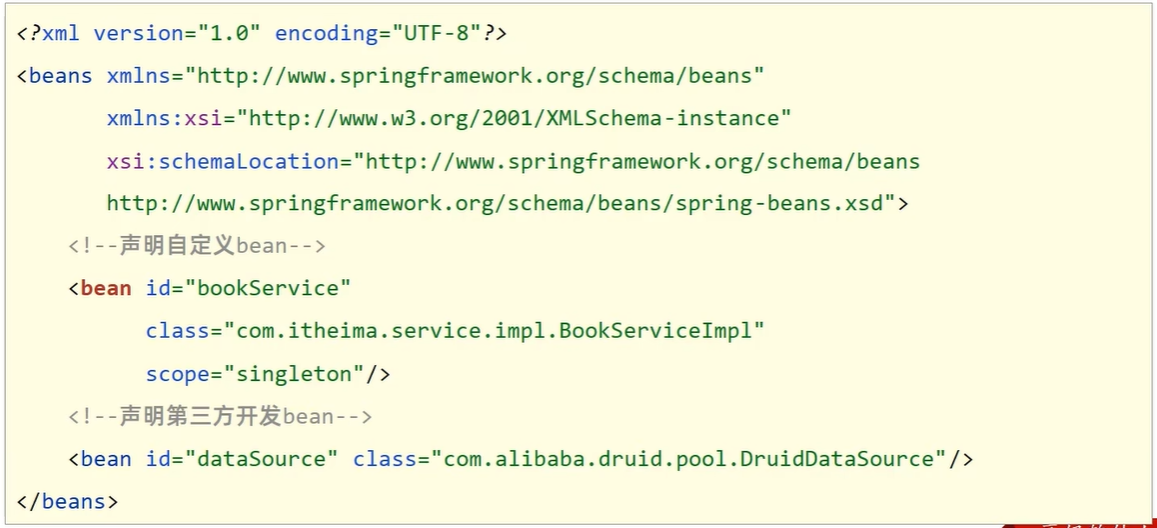 <?xml version="1.0" encoding="UTF-8"?>
<beans xmlns="http://www.springframework.org/schema/beans"
       xmlns:xsi="http://www.w3.org/2001/XMLSchema-instance"
       xsi:schemaLocation="http://www.springframework.org/schema/beans
       http://www.springframework.org/schema/beans/spring-beans.xsd">
    <!--声明自定义bean-->
    <bean id="bookService"
          class="com.itheima.service.impl.BookServiceImpl"
          scope="singleton"/>
    <!--声明第三方开发bean-->
    <bean id="dataSource" class="com.alibaba.druid.pool.DruidDataSource"/>
</beans>